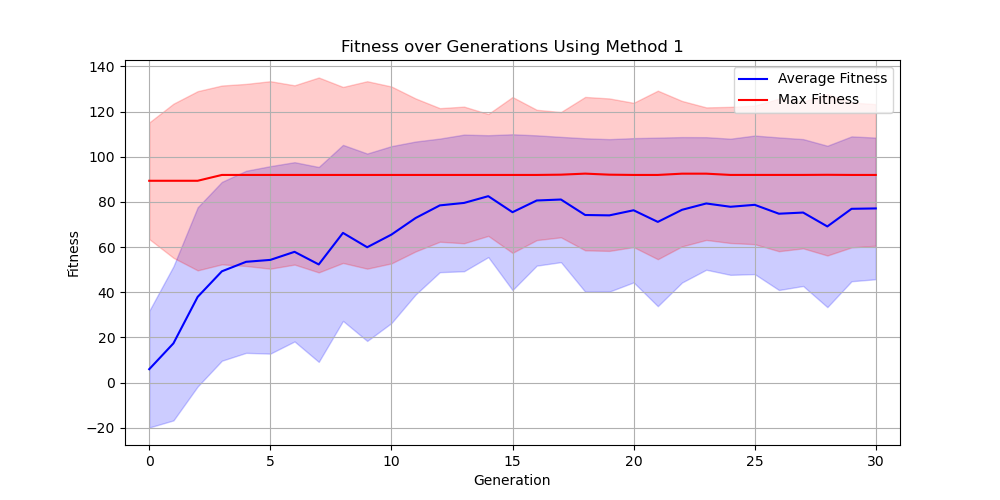 Fitness over Generations Using Method 1
140
120
100
80
60
40
20
0
−20
Fitness
Average Fitness
Max Fitness
0 5 10 15 20 25 30
Generation